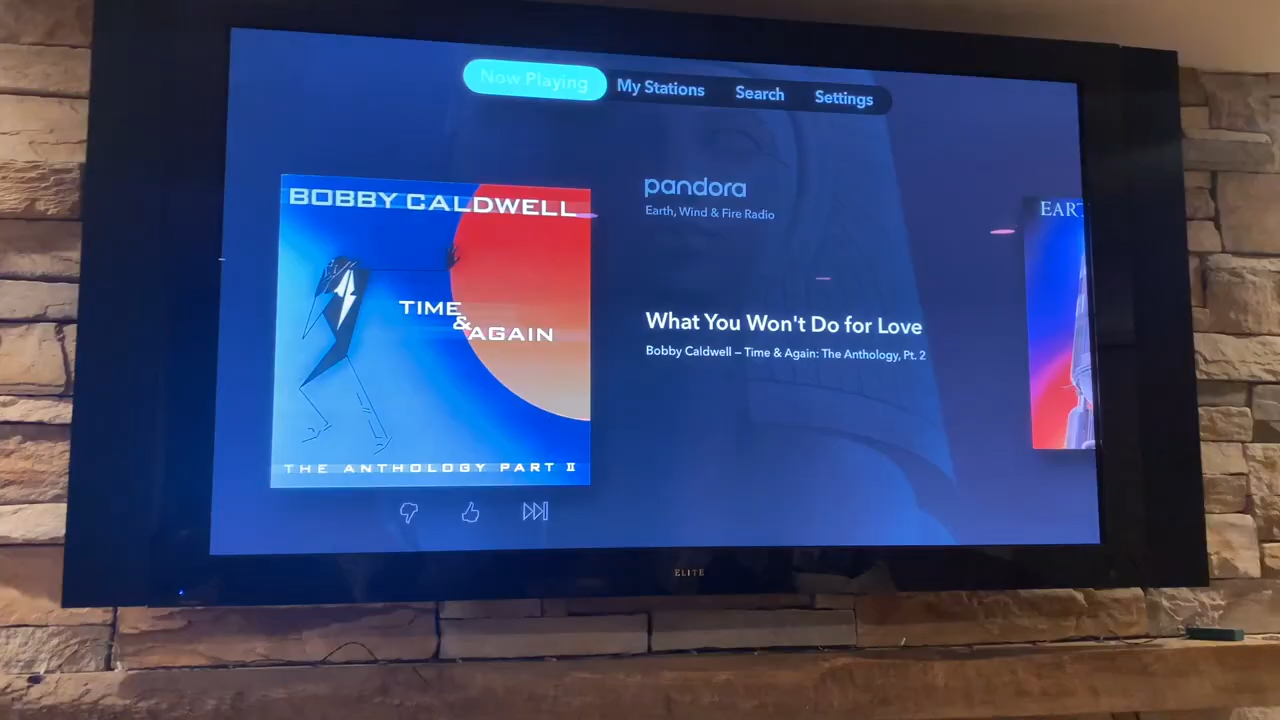 Now Playing
My Stations
Search
Settings
BOBBY CALDWELL
TIME
&
AGAIN
THE ANTHOLOGY PART II
pandora
Earth, Wind & Fire Radio
What You Won't Do for Love
Bobby Caldwell – Time & Again: The Anthology, Pt. 2
EAR
ELITE